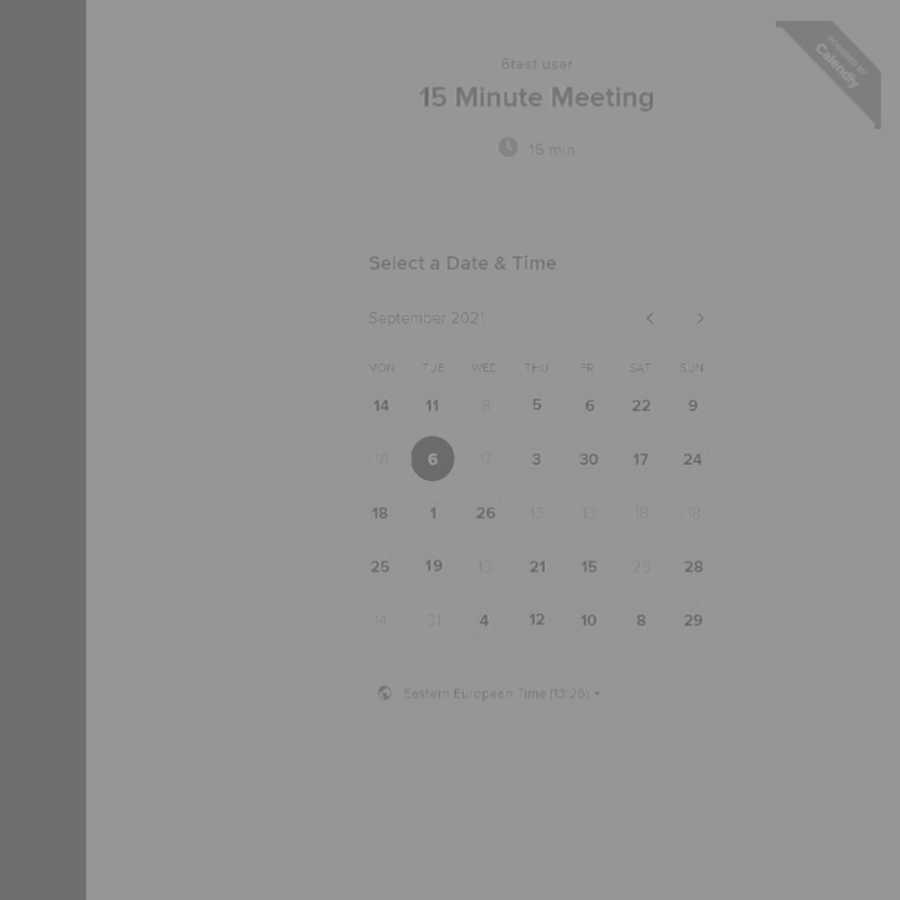 POWERED BY
Calendly
6test user
15 Minute Meeting
15 min
Select a Date & Time
September 2021
MON TUE WED THU FRI SAT SUN
14 11 8 5 6 22 9
18 6 17 3 30 17 24
18 1 26 13 13 18 18
25 19 13 21 15 25 28
14 31 4 12 10 8 29
Eastern European Time (13:26)